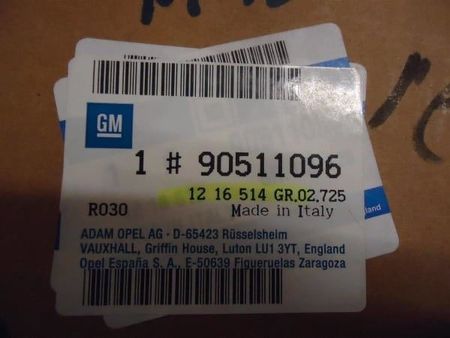 GM
1 # 90511096
12 16 514 GR.02.725
R030 Made in Italy
ADAM OPEL AG · D-65423 Rüsselsheim
VAUXHALL, Griffin House, Luton LU1 3YT, England
Opel España S. A., E-50639 Figueruelas Zaragoza
land